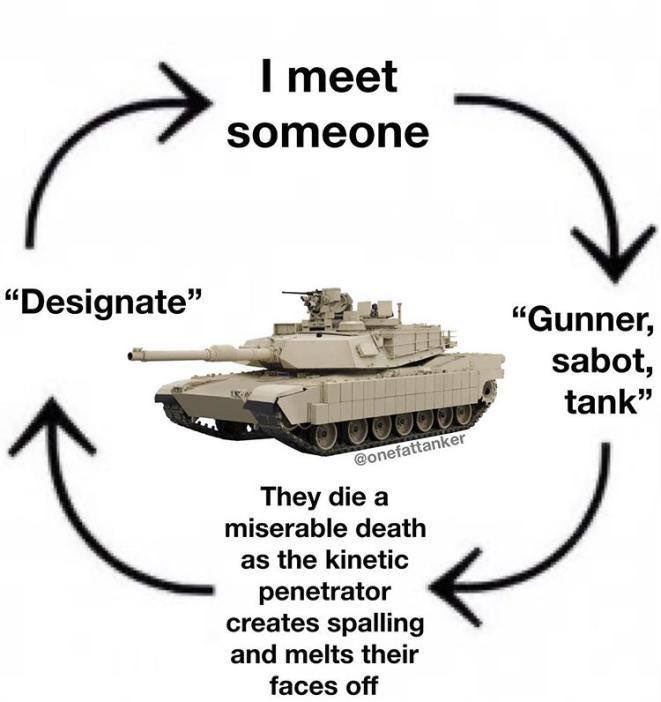 I meet
someone
“Gunner,
sabot,
tank”
They die a
miserable death
as the kinetic
penetrator
creates spalling
and melts their
faces off
“Designate”
@onefattanker